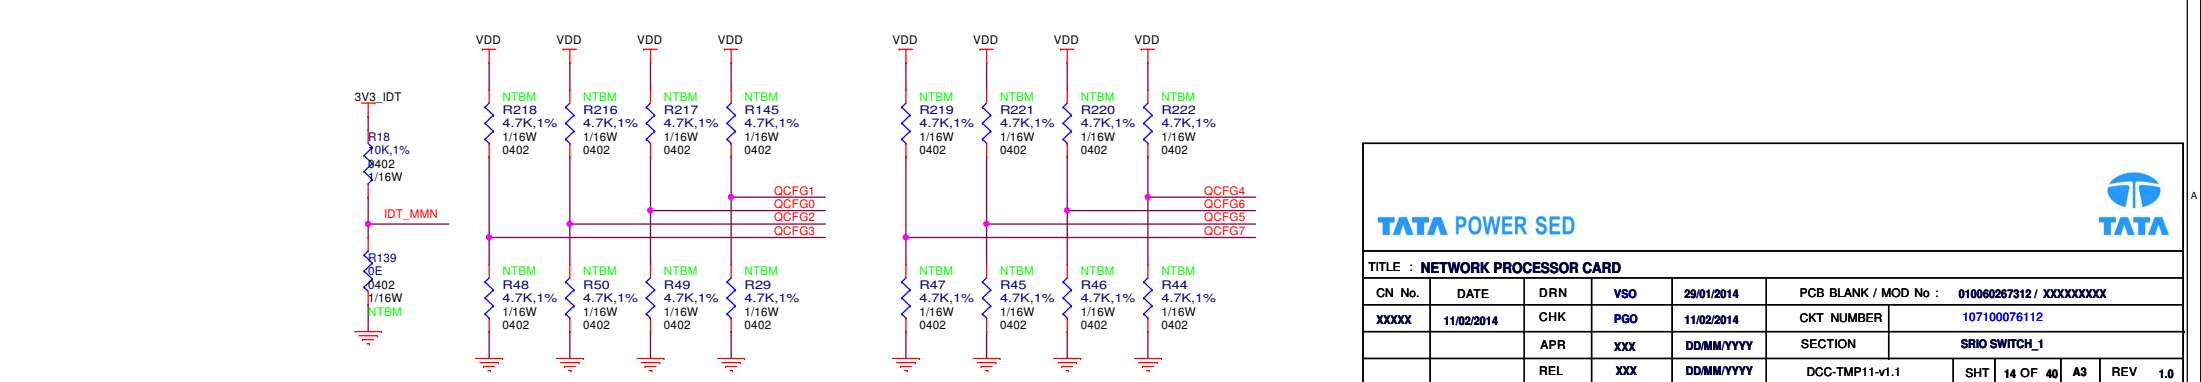 VDD VDD VDD VDD VDD VDD VDD VDD
3V3_IDT
NTBM NTBM NTBM NTBM NTBM NTBM NTBM NTBM
R218 R216 R217 R145 R219 R221 R220 R222
4.7K,1% 4.7K,1% 4.7K,1% 4.7K,1% 4.7K,1% 4.7K,1% 4.7K,1% 4.7K,1%
1/16W 1/16W 1/16W 1/16W 1/16W 1/16W 1/16W 1/16W
0402 0402 0402 0402 0402 0402 0402 0402
R18
10K,1%
0402
1/16W
IDT_MMN
QCFG1
QCFG0
QCFG2
QCFG3
QCFG4
QCFG6
QCFG5
QCFG7
R139
0E
0402
1/16W
NTBM
NTBM NTBM NTBM NTBM NTBM NTBM NTBM NTBM
R48 R50 R49 R29 R47 R45 R46 R44
4.7K,1% 4.7K,1% 4.7K,1% 4.7K,1% 4.7K,1% 4.7K,1% 4.7K,1% 4.7K,1%
1/16W 1/16W 1/16W 1/16W 1/16W 1/16W 1/16W 1/16W
0402 0402 0402 0402 0402 0402 0402 0402
A
TATA POWER SED
TATA
TITLE : NETWORK PROCESSOR CARD
CN No. DATE DRN VSO 29/01/2014 PCB BLANK / MOD No : 010060267312 / XXXXXXXXX
XXXXX 11/02/2014 CHK PGO 11/02/2014 CKT NUMBER 107100076112
APR XXX DD/MM/YYYY SECTION SRIO SWITCH_1
REL XXX DD/MM/YYYY DCC-TMP11-v1.1 SHT 14 OF 40 A3 REV 1.0